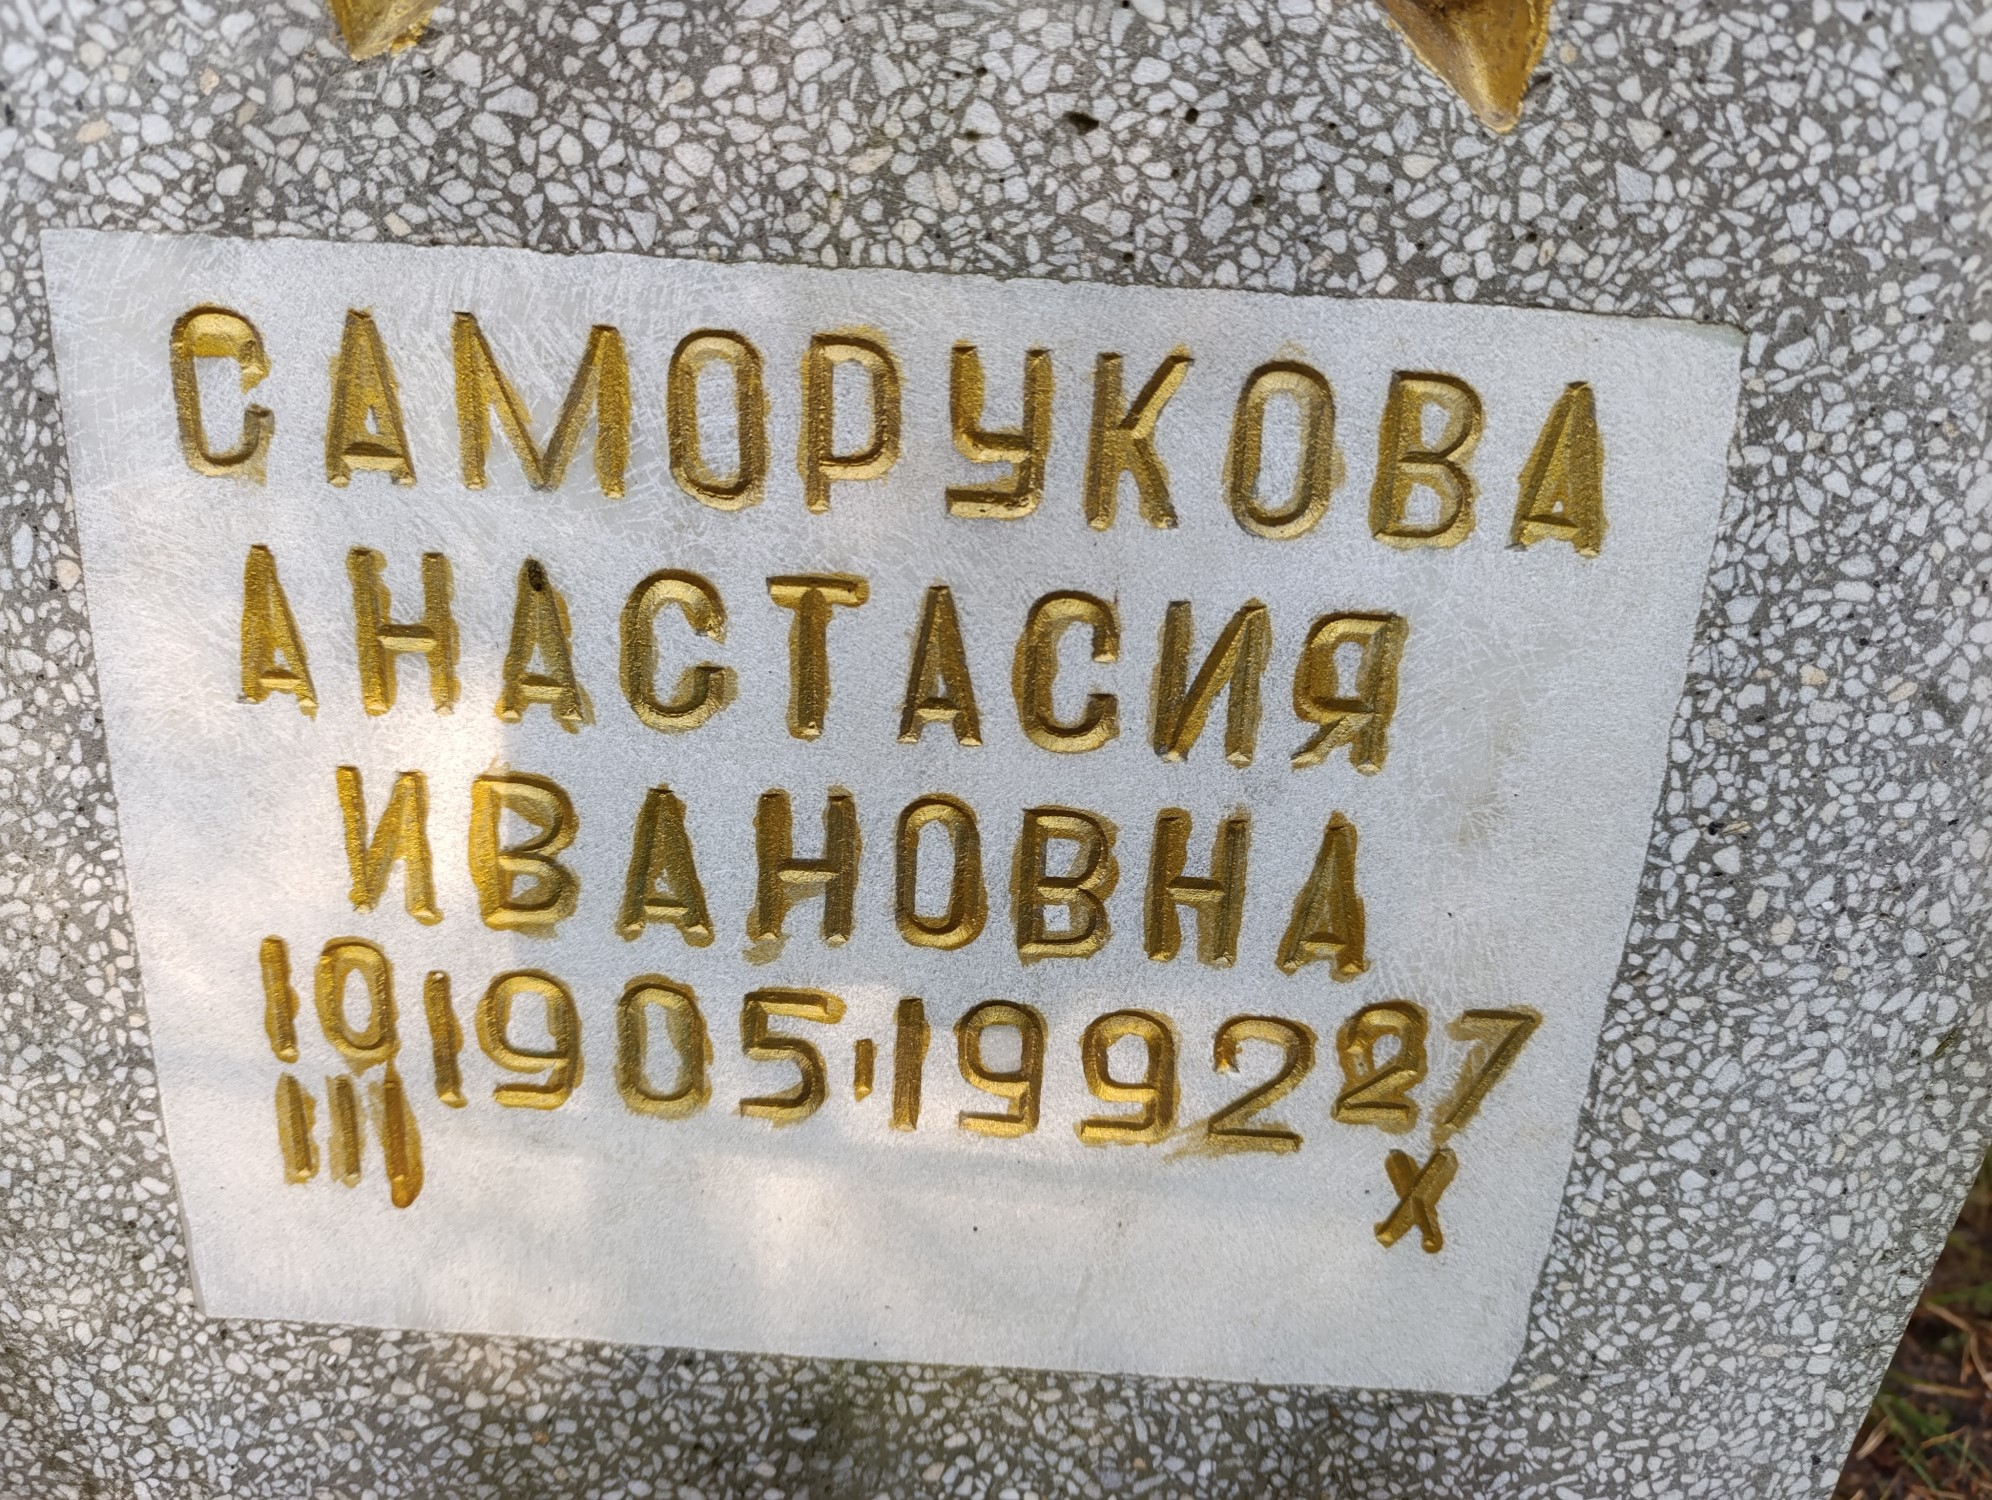 САМОРУКОВА
АНАСТАСИЯ
ИВАНОВНА
10 1905-1992 27
III X